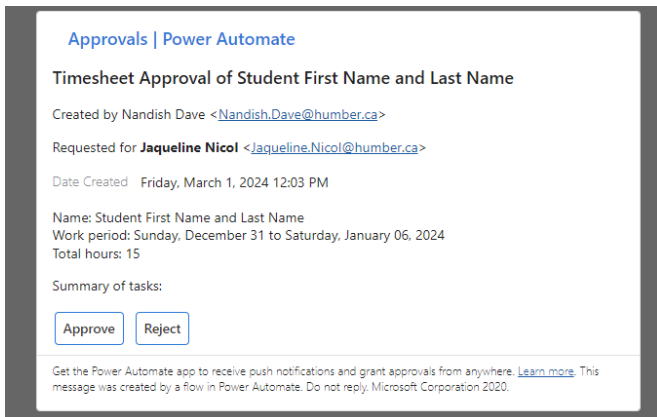 Approvals | Power Automate
Timesheet Approval of Student First Name and Last Name
Created by Nandish Dave <Nandish.Dave@humber.ca>
Requested for Jaqueline Nicol <Jaqueline.Nicol@humber.ca>
Date Created Friday, March 1, 2024 12:03 PM
Name: Student First Name and Last Name
Work period: Sunday, December 31 to Saturday, January 06, 2024
Total hours: 15
Summary of tasks:
Approve Reject
Get the Power Automate app to receive push notifications and grant approvals from anywhere. Learn more. This
message was created by a flow in Power Automate. Do not reply. Microsoft Corporation 2020.